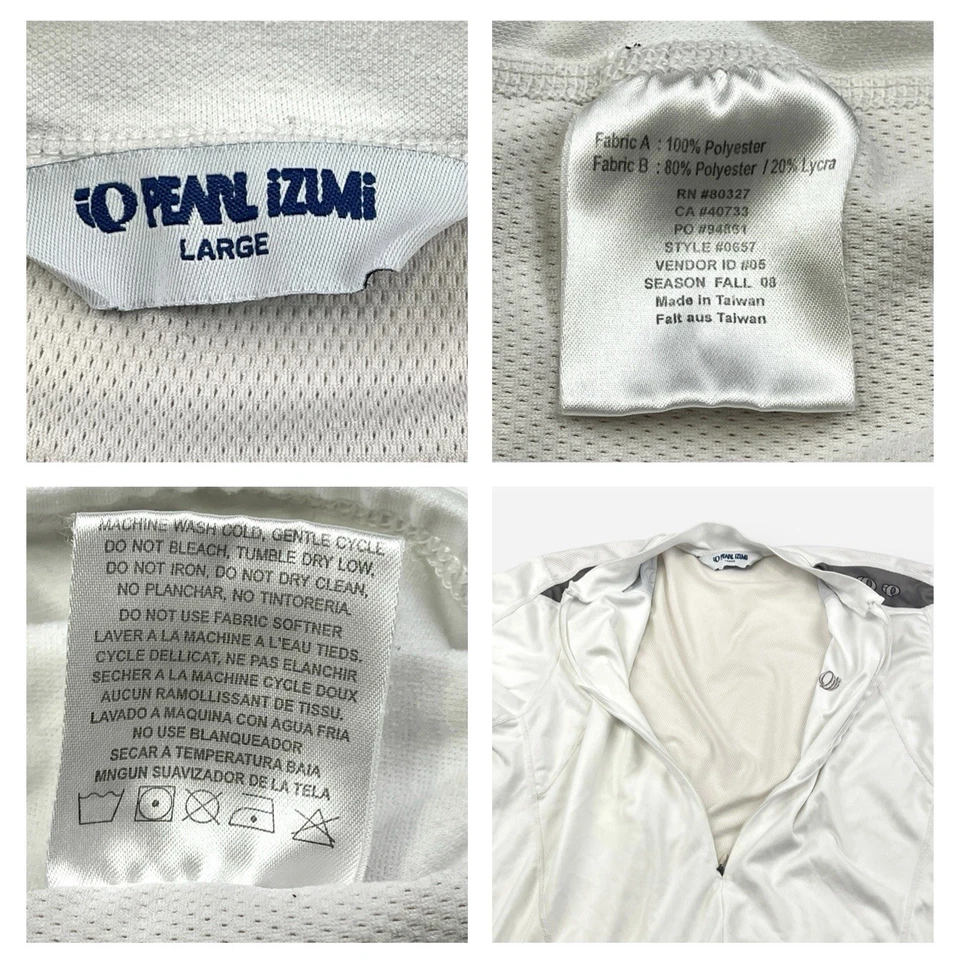 PEARL iZUMi
LARGE
Fabric A : 100% Polyester
Fabric B : 80% Polyester / 20% Lycra
RN #80327
CA #40733
PO #94861
STYLE #0657
VENDOR ID #05
SEASON FALL 08
Made in Taiwan
Fait aus Taiwan
MACHINE WASH COLD, GENTLE CYCLE
DO NOT BLEACH, TUMBLE DRY LOW,
DO NOT IRON, DO NOT DRY CLEAN,
NO PLANCHAR, NO TINTORERIA.
DO NOT USE FABRIC SOFTNER
LAVER A LA MACHINE A L'EAU TIEDS.
CYCLE DELLICAT, NE PAS ELANCHIR
SECHER A LA MACHINE CYCLE DOUX
AUCUN RAMOLLISSANT DE TISSU.
LAVADO A MAQUINA CON AGUA FRIA
NO USE BLANQUEADOR
SECAR A TEMPERATURA BAJA
MNGUN SUAVIZADOR DE LA TELA
PEARL iZUMi
LARGE